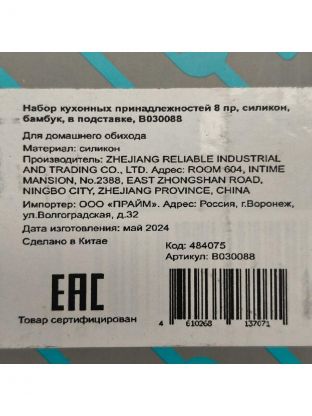 Набор кухонных принадлежностей 8 пр, силикон,
бамбук, в подставке, B030088
Для домашнего обихода
Материал: силикон
Производитель: ZHEJIANG RELIABLE INDUSTRIAL
AND TRADING CO., LTD. Адрес: ROOM 604, INTIME
MANSION, No.2388, EAST ZHONGSHAN ROAD,
NINGBO CITY, ZHEJIANG PROVINCE, CHINA
Импортер: ООО «ПРАЙМ». Адрес: Россия, г.Воронеж,
ул.Волгоградская, д.32
Дата изготовления: май 2024
Сделано в Китае
Код: 484075
Артикул: B030088
EAC
Товар сертифицирован
4 610268 137071